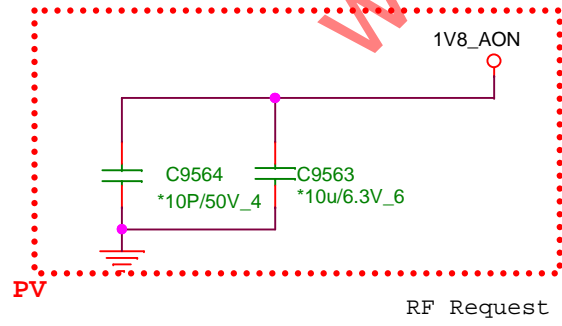 1V8_AON
C9564
*10P/50V_4
C9563
*10u/6.3V_6
PV
RF Request